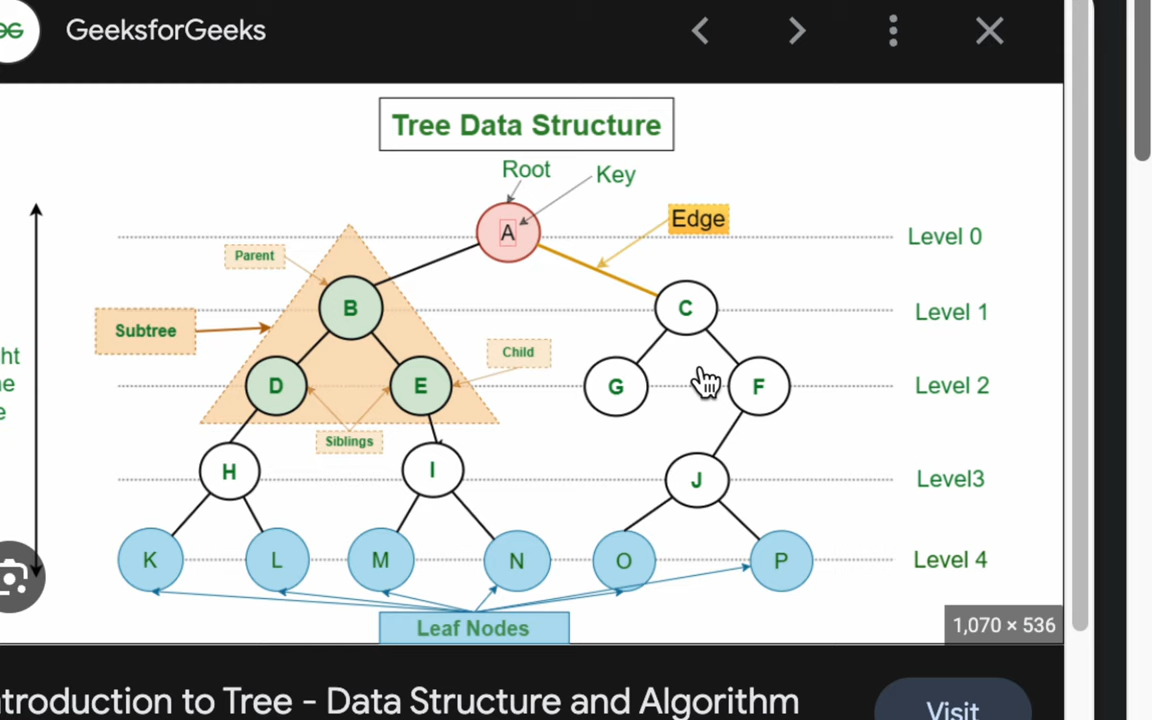 GeeksforGeeks
Tree Data Structure
Root
Key
A
Edge
Level 0
Parent
B
C
Level 1
Subtree
Child
D
E
G
F
Level 2
Siblings
H
I
J
Level3
K
L
M
N
O
P
Level 4
Leaf Nodes
1,070 × 536
troduction to Tree - Data Structure and Algorithm
Visit